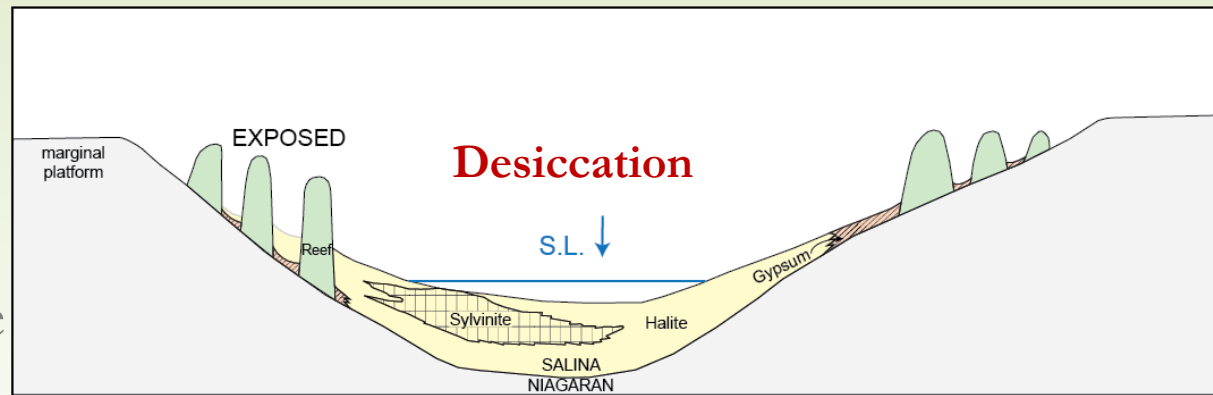 marginal
platform
EXPOSED
Desiccation
S.L.
Reef
Gypsum
Sylvinite
Halite
SALINA
NIAGARAN
e